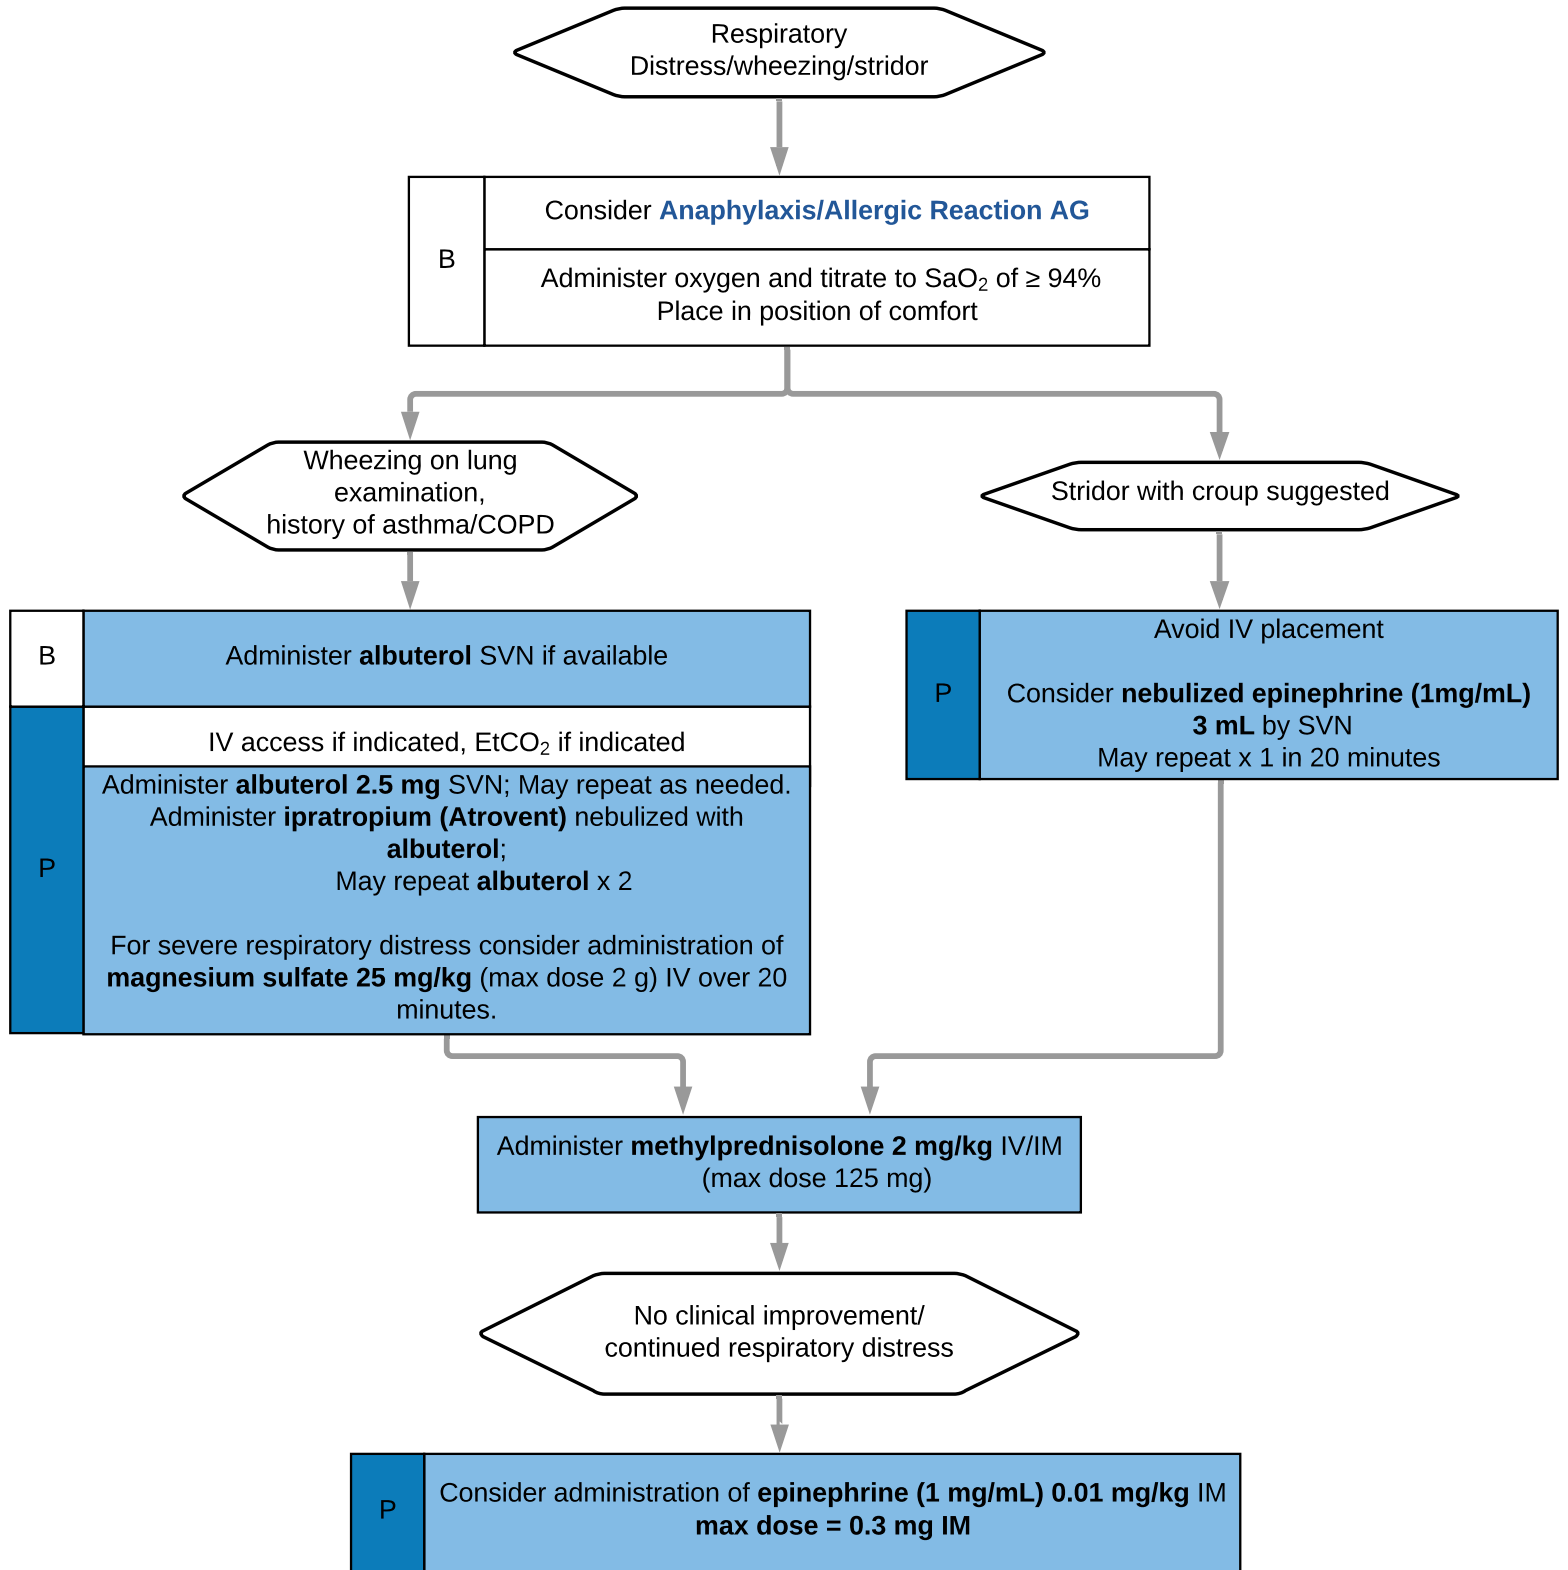 Respiratory
Distress/wheezing/stridor
B
Consider Anaphylaxis/Allergic Reaction AG
Administer oxygen and titrate to SaO₂ of ≥ 94%
Place in position of comfort
Wheezing on lung
examination,
history of asthma/COPD
B
Administer albuterol SVN if available
P
IV access if indicated, EtCO₂ if indicated
Administer albuterol 2.5 mg SVN; May repeat as needed.
Administer ipratropium (Atrovent) nebulized with
albuterol;
May repeat albuterol x 2
For severe respiratory distress consider administration of
magnesium sulfate 25 mg/kg (max dose 2 g) IV over 20
minutes.
Stridor with croup suggested
P
Avoid IV placement
Consider nebulized epinephrine (1mg/mL)
3 mL by SVN
May repeat x 1 in 20 minutes
Administer methylprednisolone 2 mg/kg IV/IM
(max dose 125 mg)
No clinical improvement/
continued respiratory distress
P
Consider administration of epinephrine (1 mg/mL) 0.01 mg/kg IM
max dose = 0.3 mg IM